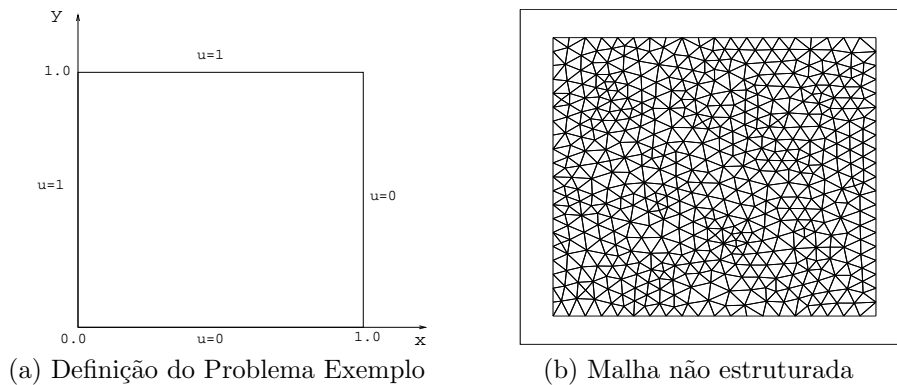 y
u=1
1.0
u=1
u=0
0.0
u=0
1.0
x
(a) Definição do Problema Exemplo
(b) Malha não estruturada